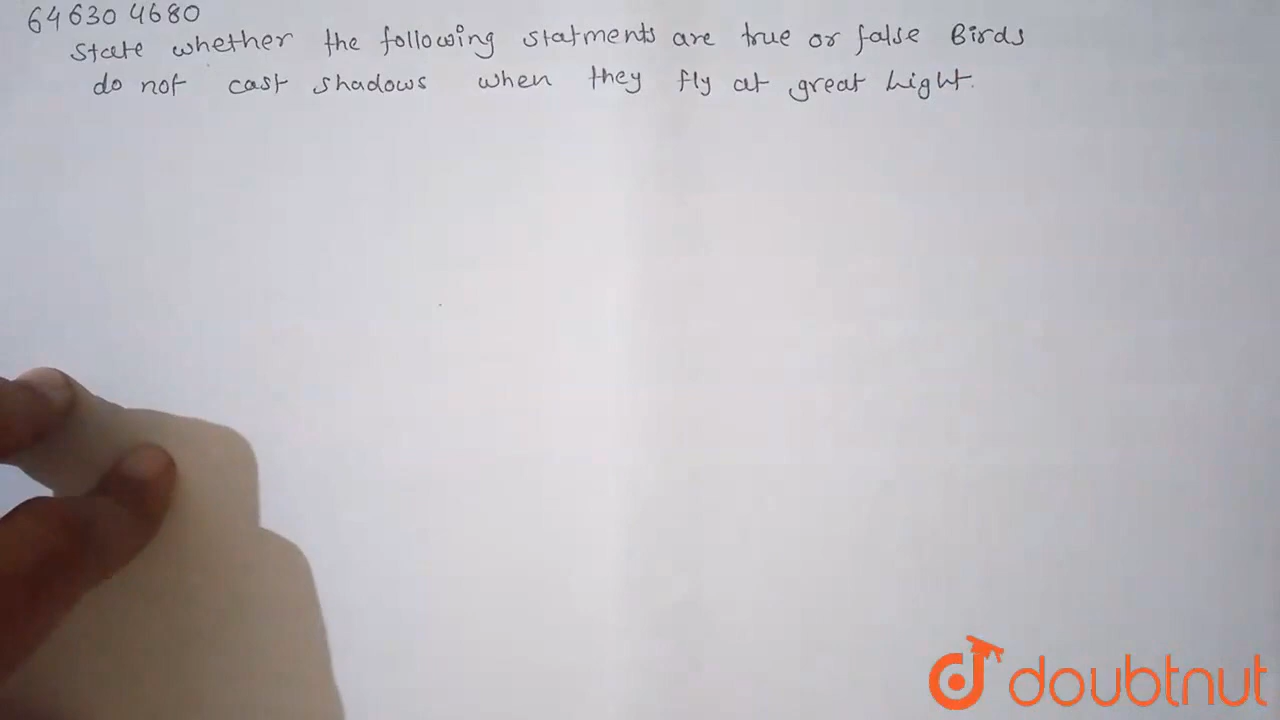 64630 4680
State whether the following statments are true or false Birds
do not cast shadows when they fly at great hight.
doubtnut